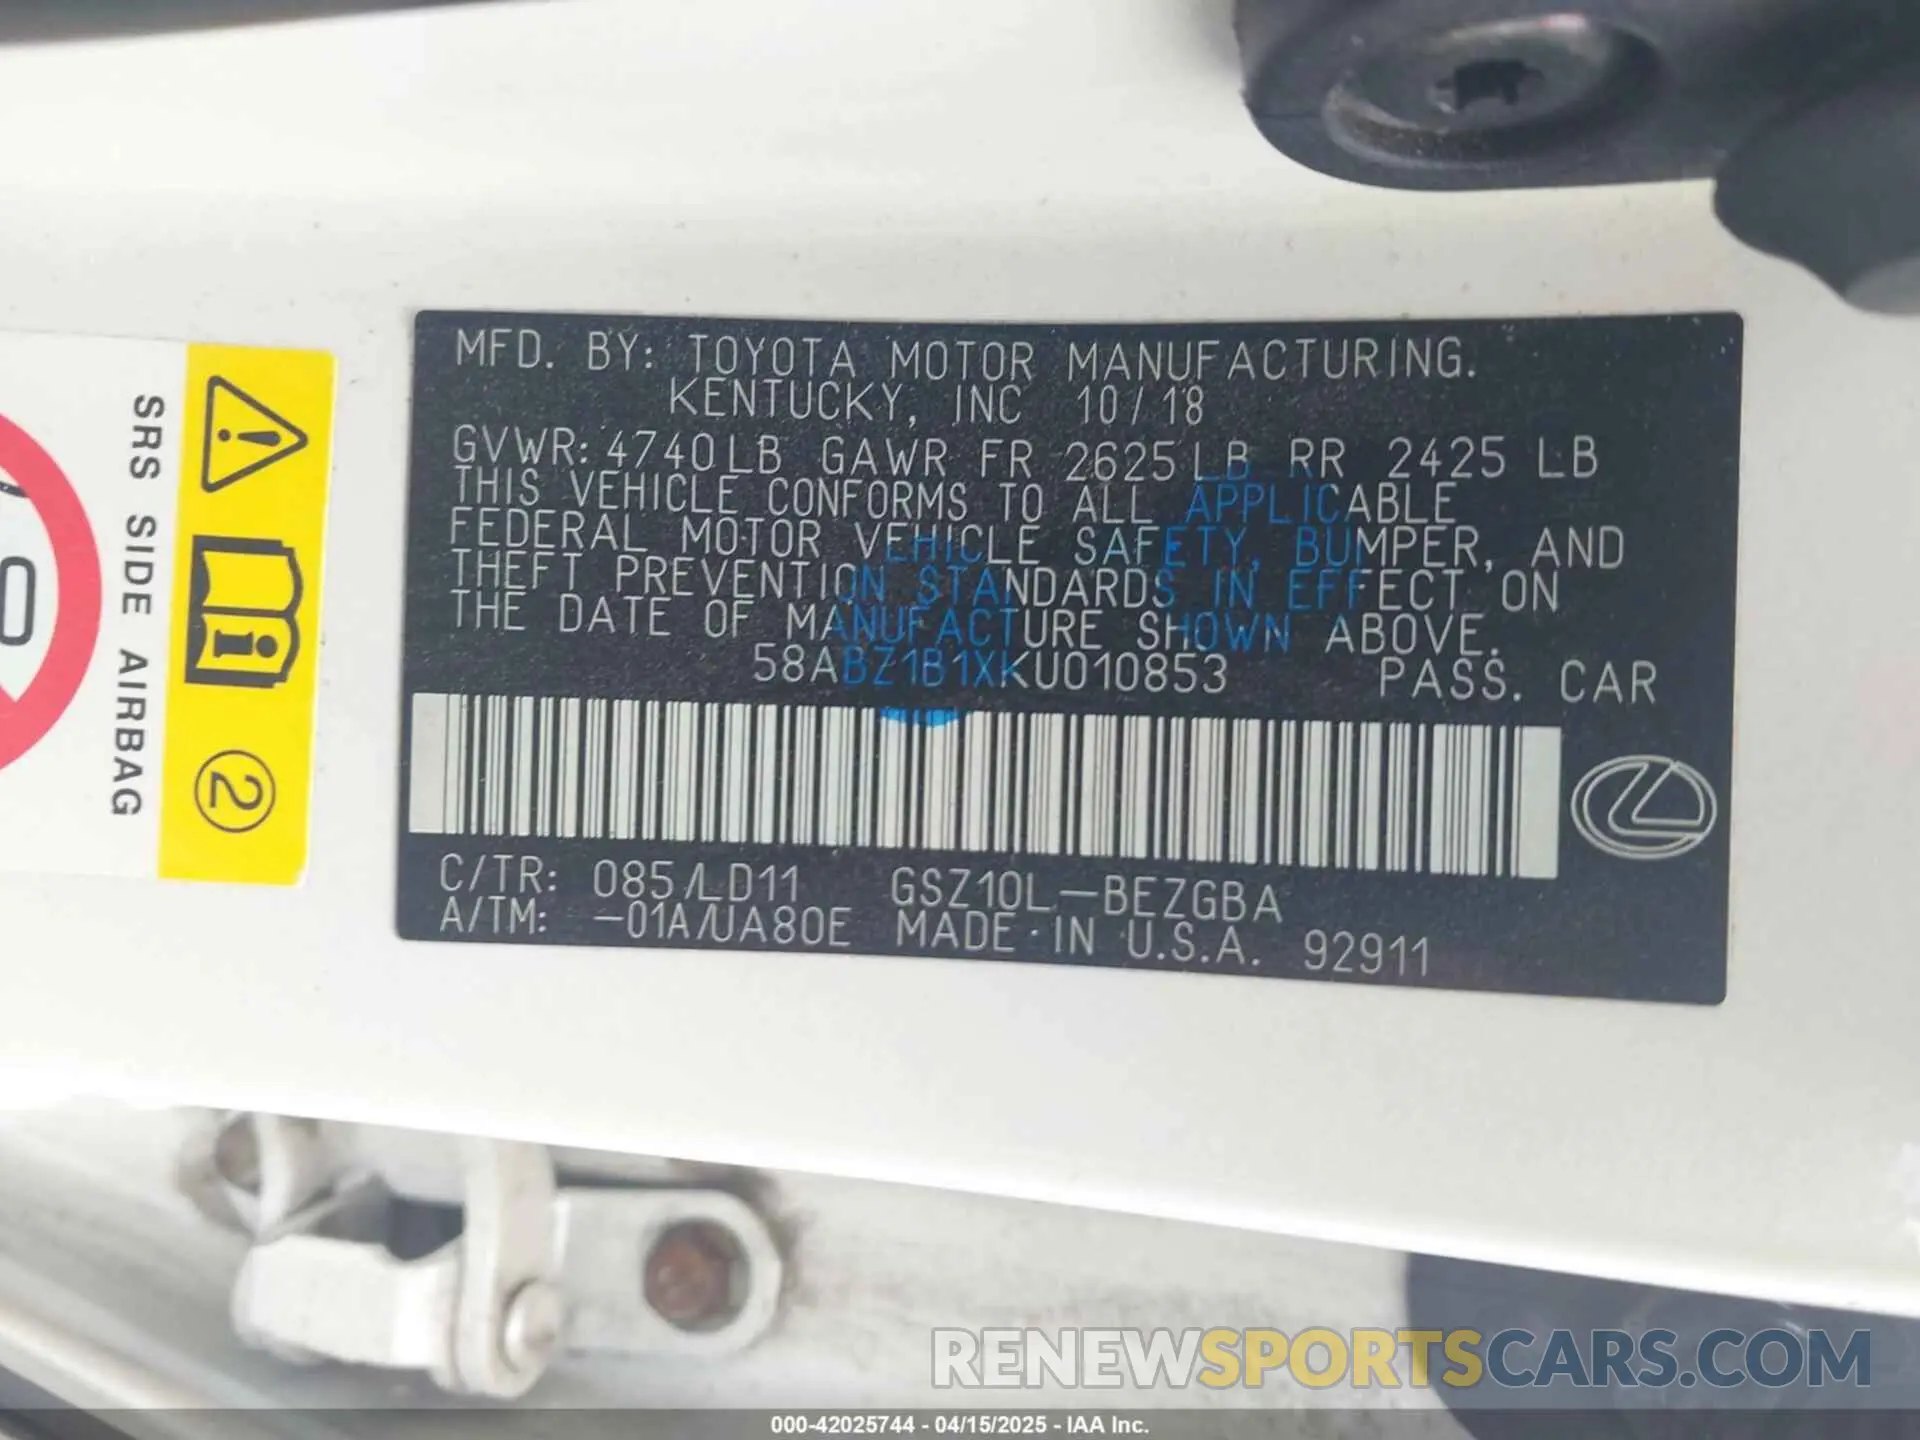 MFD. BY: TOYOTA MOTOR MANUFACTURING.
KENTUCKY, INC 10/18
GVWR: 4740LB GAWR FR 2625LB RR 2425 LB
THIS VEHICLE CONFORMS TO ALL APPLICABLE
FEDERAL MOTOR VEHICLE SAFETY, BUMPER, AND
THEFT PREVENTION STANDARDS IN EFFECT ON
THE DATE OF MANUFACTURE SHOWN ABOVE.
58ABZ1B1XKU010853 PASS. CAR
C/TR: 085/LD11 GSZ10L-BEZGBA
A/TM: -01A/UA80E MADE IN U.S.A. 92911
SRS SIDE AIRBAG
2
RENEWSPORTSCARS.COM
000-42025744 - 04/15/2025 - IAA Inc.